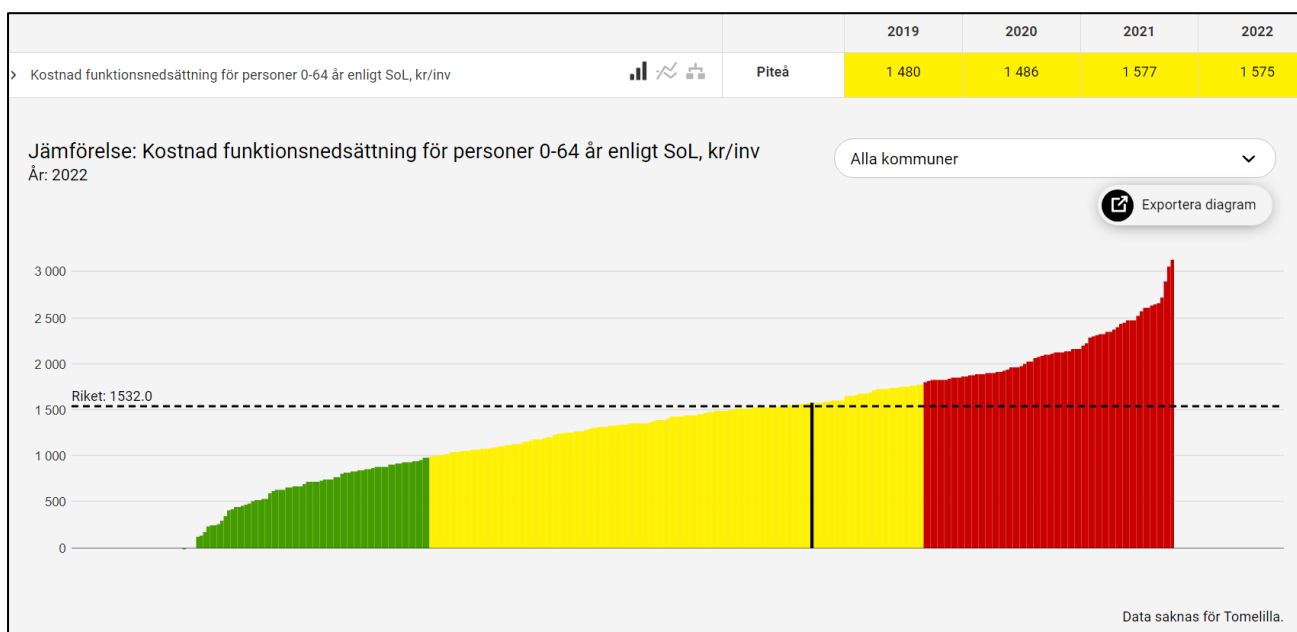 2019 2020 2021 2022
Kostnad funktionsnedsättning för personer 0-64 år enligt SoL, kr/inv Piteå 1 480 1 486 1 577 1 575
Jämförelse: Kostnad funktionsnedsättning för personer 0-64 år enligt SoL, kr/inv
År: 2022
Alla kommuner
Exportera diagram
3 000
2 500
2 000
Riket: 1532.0
1 500
1 000
500
0
Data saknas för Tomelilla.